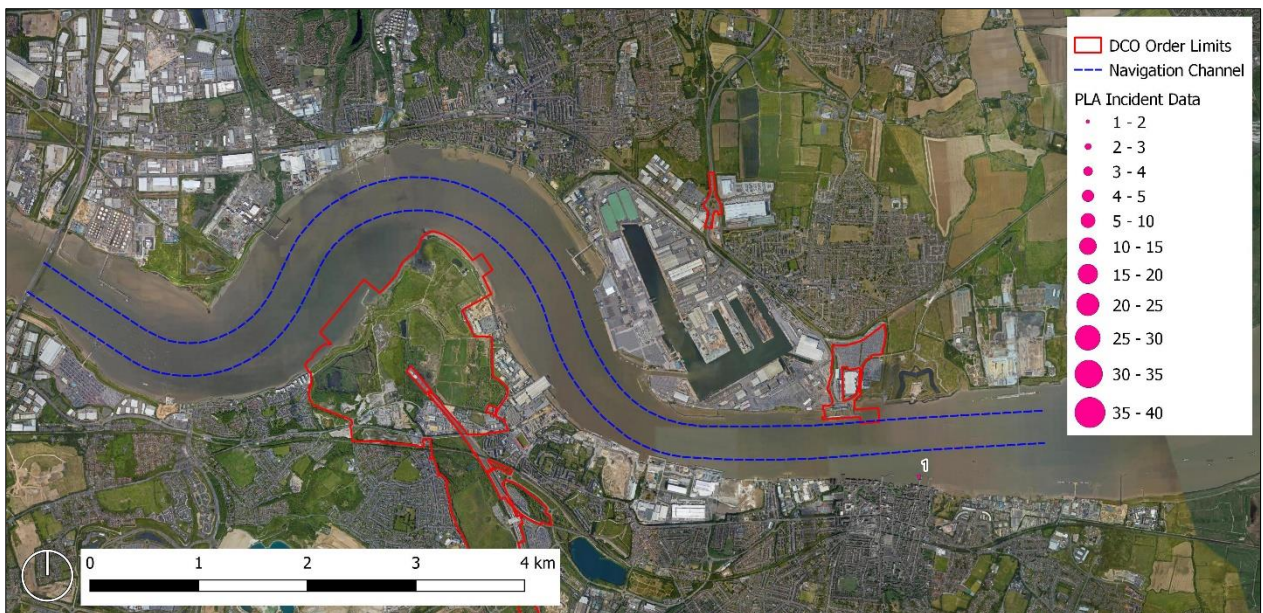 DCO Order Limits
Navigation Channel
PLA Incident Data
1 - 2
2 - 3
3 - 4
4 - 5
5 - 10
10 - 15
15 - 20
20 - 25
25 - 30
30 - 35
35 - 40
1
0 1 2 3 4 km